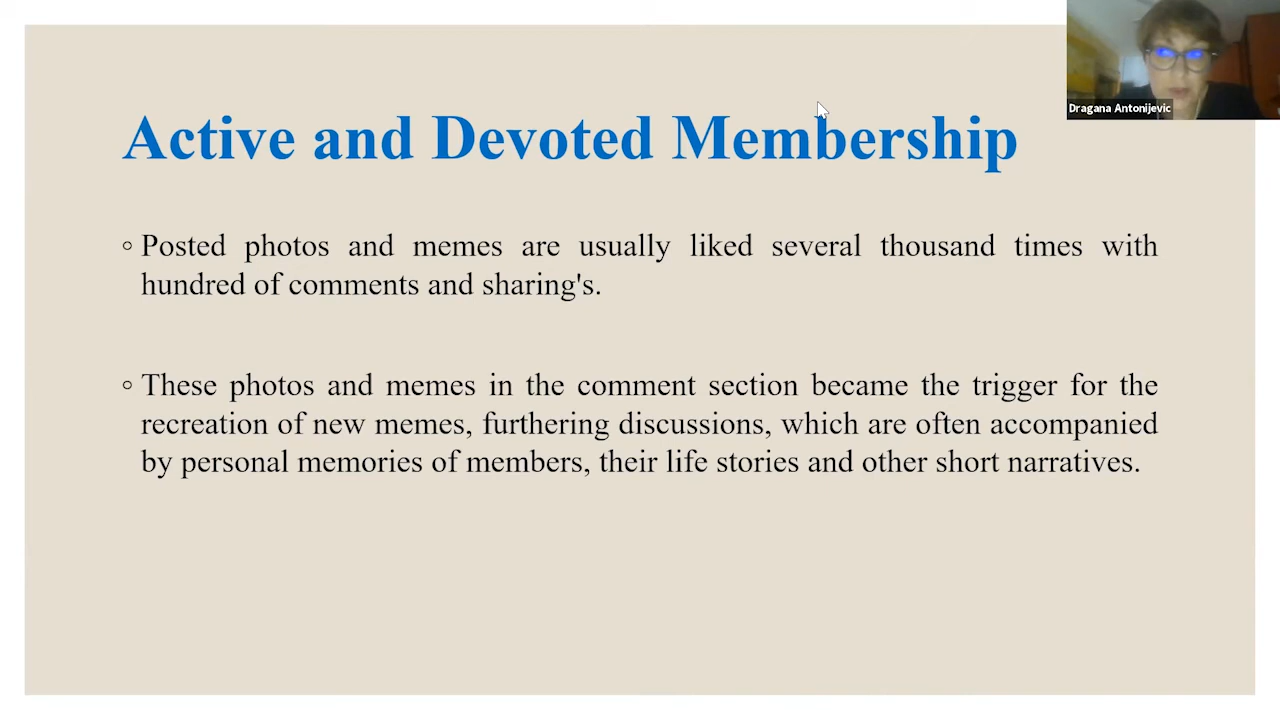 Dragana Antonijevic
Active and Devoted Membership
Posted photos and memes are usually liked several thousand times with
hundred of comments and sharing's.
These photos and memes in the comment section became the trigger for the
recreation of new memes, furthering discussions, which are often accompanied
by personal memories of members, their life stories and other short narratives.